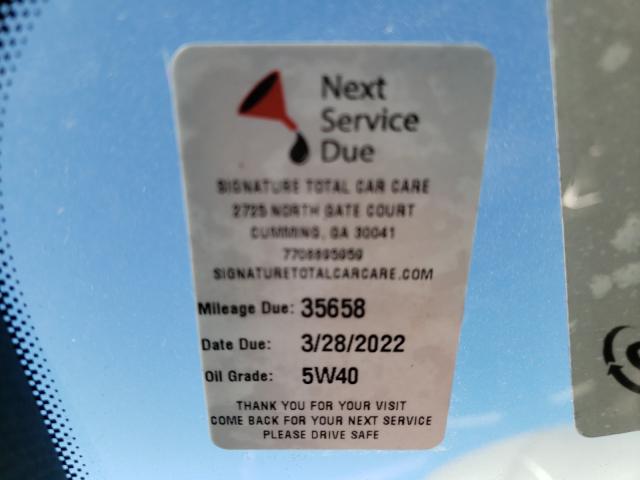 Next
Service
Due
SIGNATURE TOTAL CAR CARE
2725 NORTH GATE COURT
CUMMING, GA 30041
SIGNATURETOTALCARCARE.COM
Mileage Due: 35658
Date Due: 3/28/2022
Oil Grade: 5W40
THANK YOU FOR YOUR VISIT
COME BACK FOR YOUR NEXT SERVICE
PLEASE DRIVE SAFE